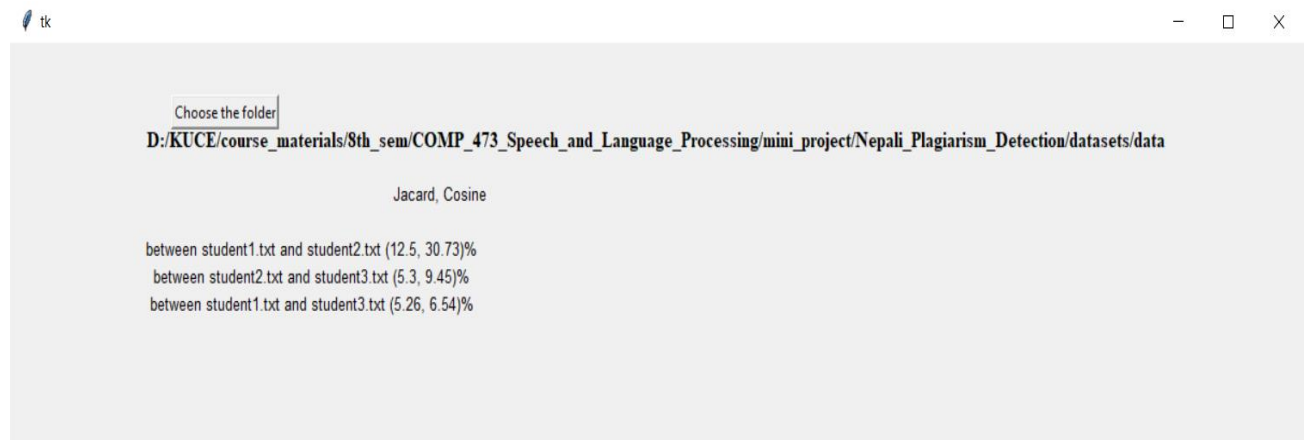 tk
Choose the folder
D:/KUCE/course_materials/8th_sem/COMP_473_Speech_and_Language_Processing/mini_project/Nepali_Plagiarism_Detection/datasets/data
Jacard, Cosine
between student1.txt and student2.txt (12.5, 30.73)%
between student2.txt and student3.txt (5.3, 9.45)%
between student1.txt and student3.txt (5.26, 6.54)%